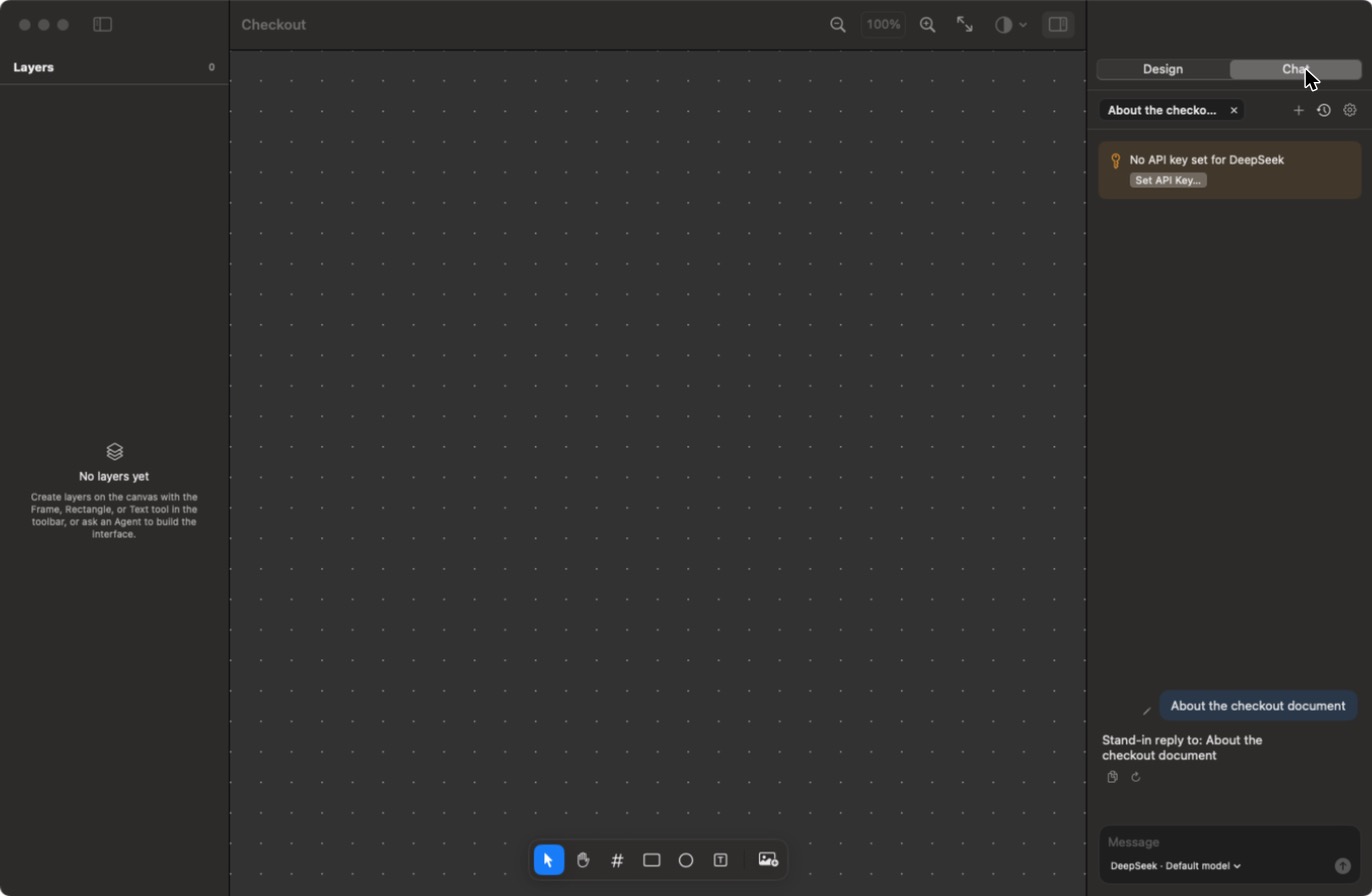 Checkout
100%
Layers
0
Design
Chat
About the checko...
No API key set for DeepSeek
Set API Key...
No layers yet
Create layers on the canvas with the
Frame, Rectangle, or Text tool in the
toolbar, or ask an Agent to build the
interface.
About the checkout document
Stand-in reply to: About the
checkout document
Message
DeepSeek - Default model